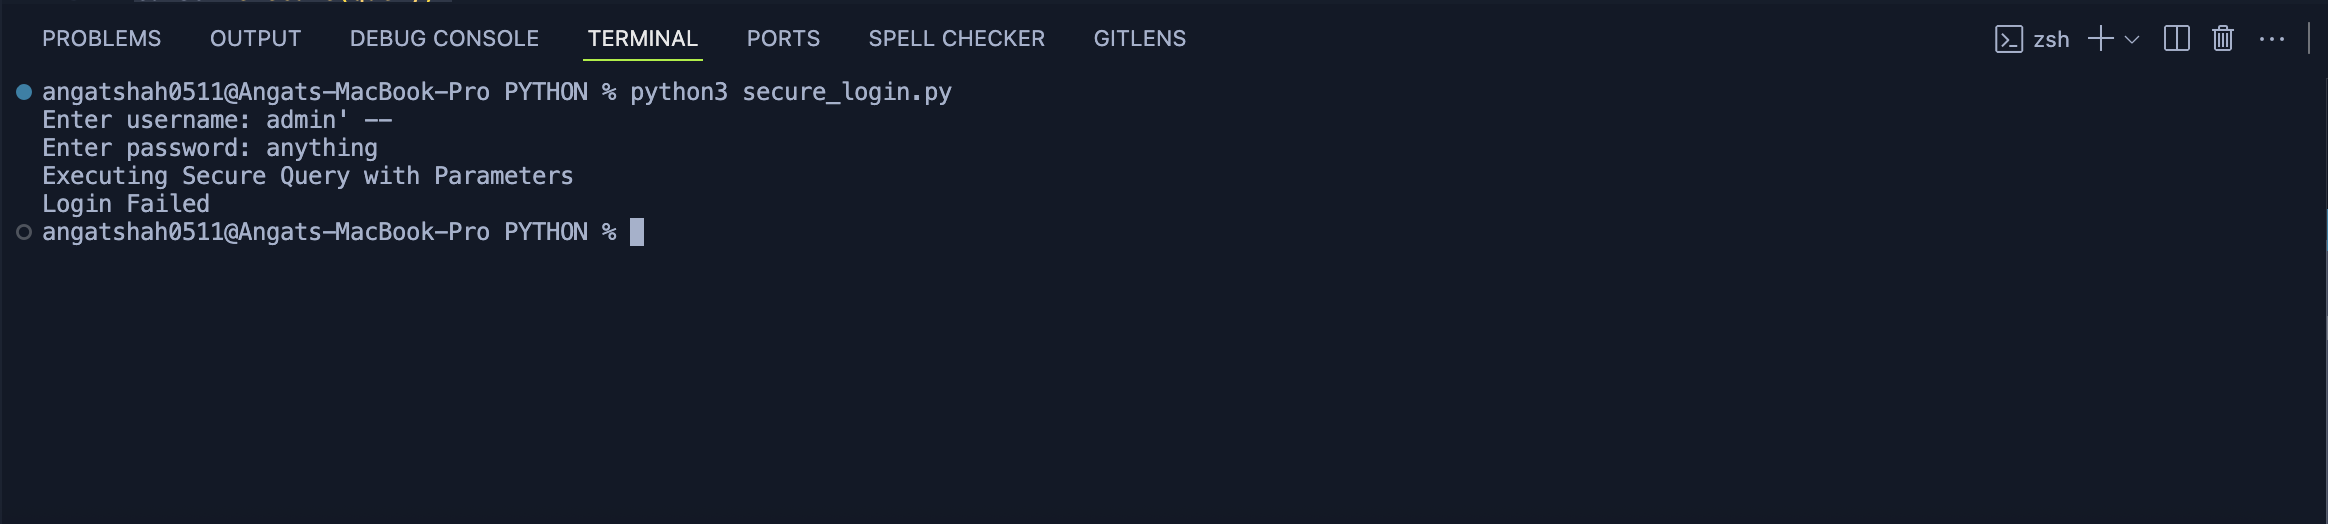 PROBLEMS OUTPUT DEBUG CONSOLE TERMINAL PORTS SPELL CHECKER GITLENS zsh
angatshah0511@Angats-MacBook-Pro PYTHON % python3 secure_login.py
Enter username: admin' --
Enter password: anything
Executing Secure Query with Parameters
Login Failed
angatshah0511@Angats-MacBook-Pro PYTHON %